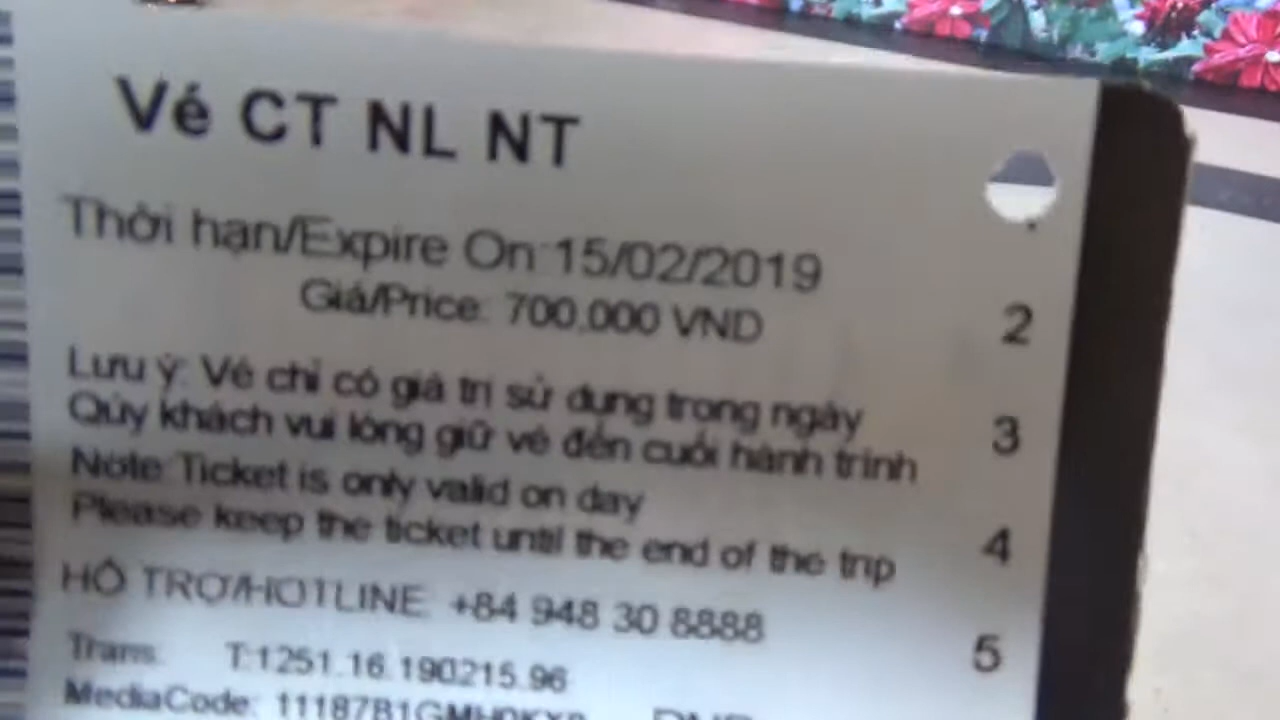 Vé CT NL NT
Thời hạn/Expire On:15/02/2019
Giá/Price: 700,000 VND
2
Lưu ý: Vé chỉ có giá trị sử dụng trong ngày
Qúy khách vui lòng giữ vé đến cuối hành trình
3
Note: Ticket is only valid on day
Please keep the ticket until the end of the trip
4
HỖ TRỢ/HOTLINE: +84 948 30 8888
5
Trans: T:1251.16.190215.96
MediaCode: